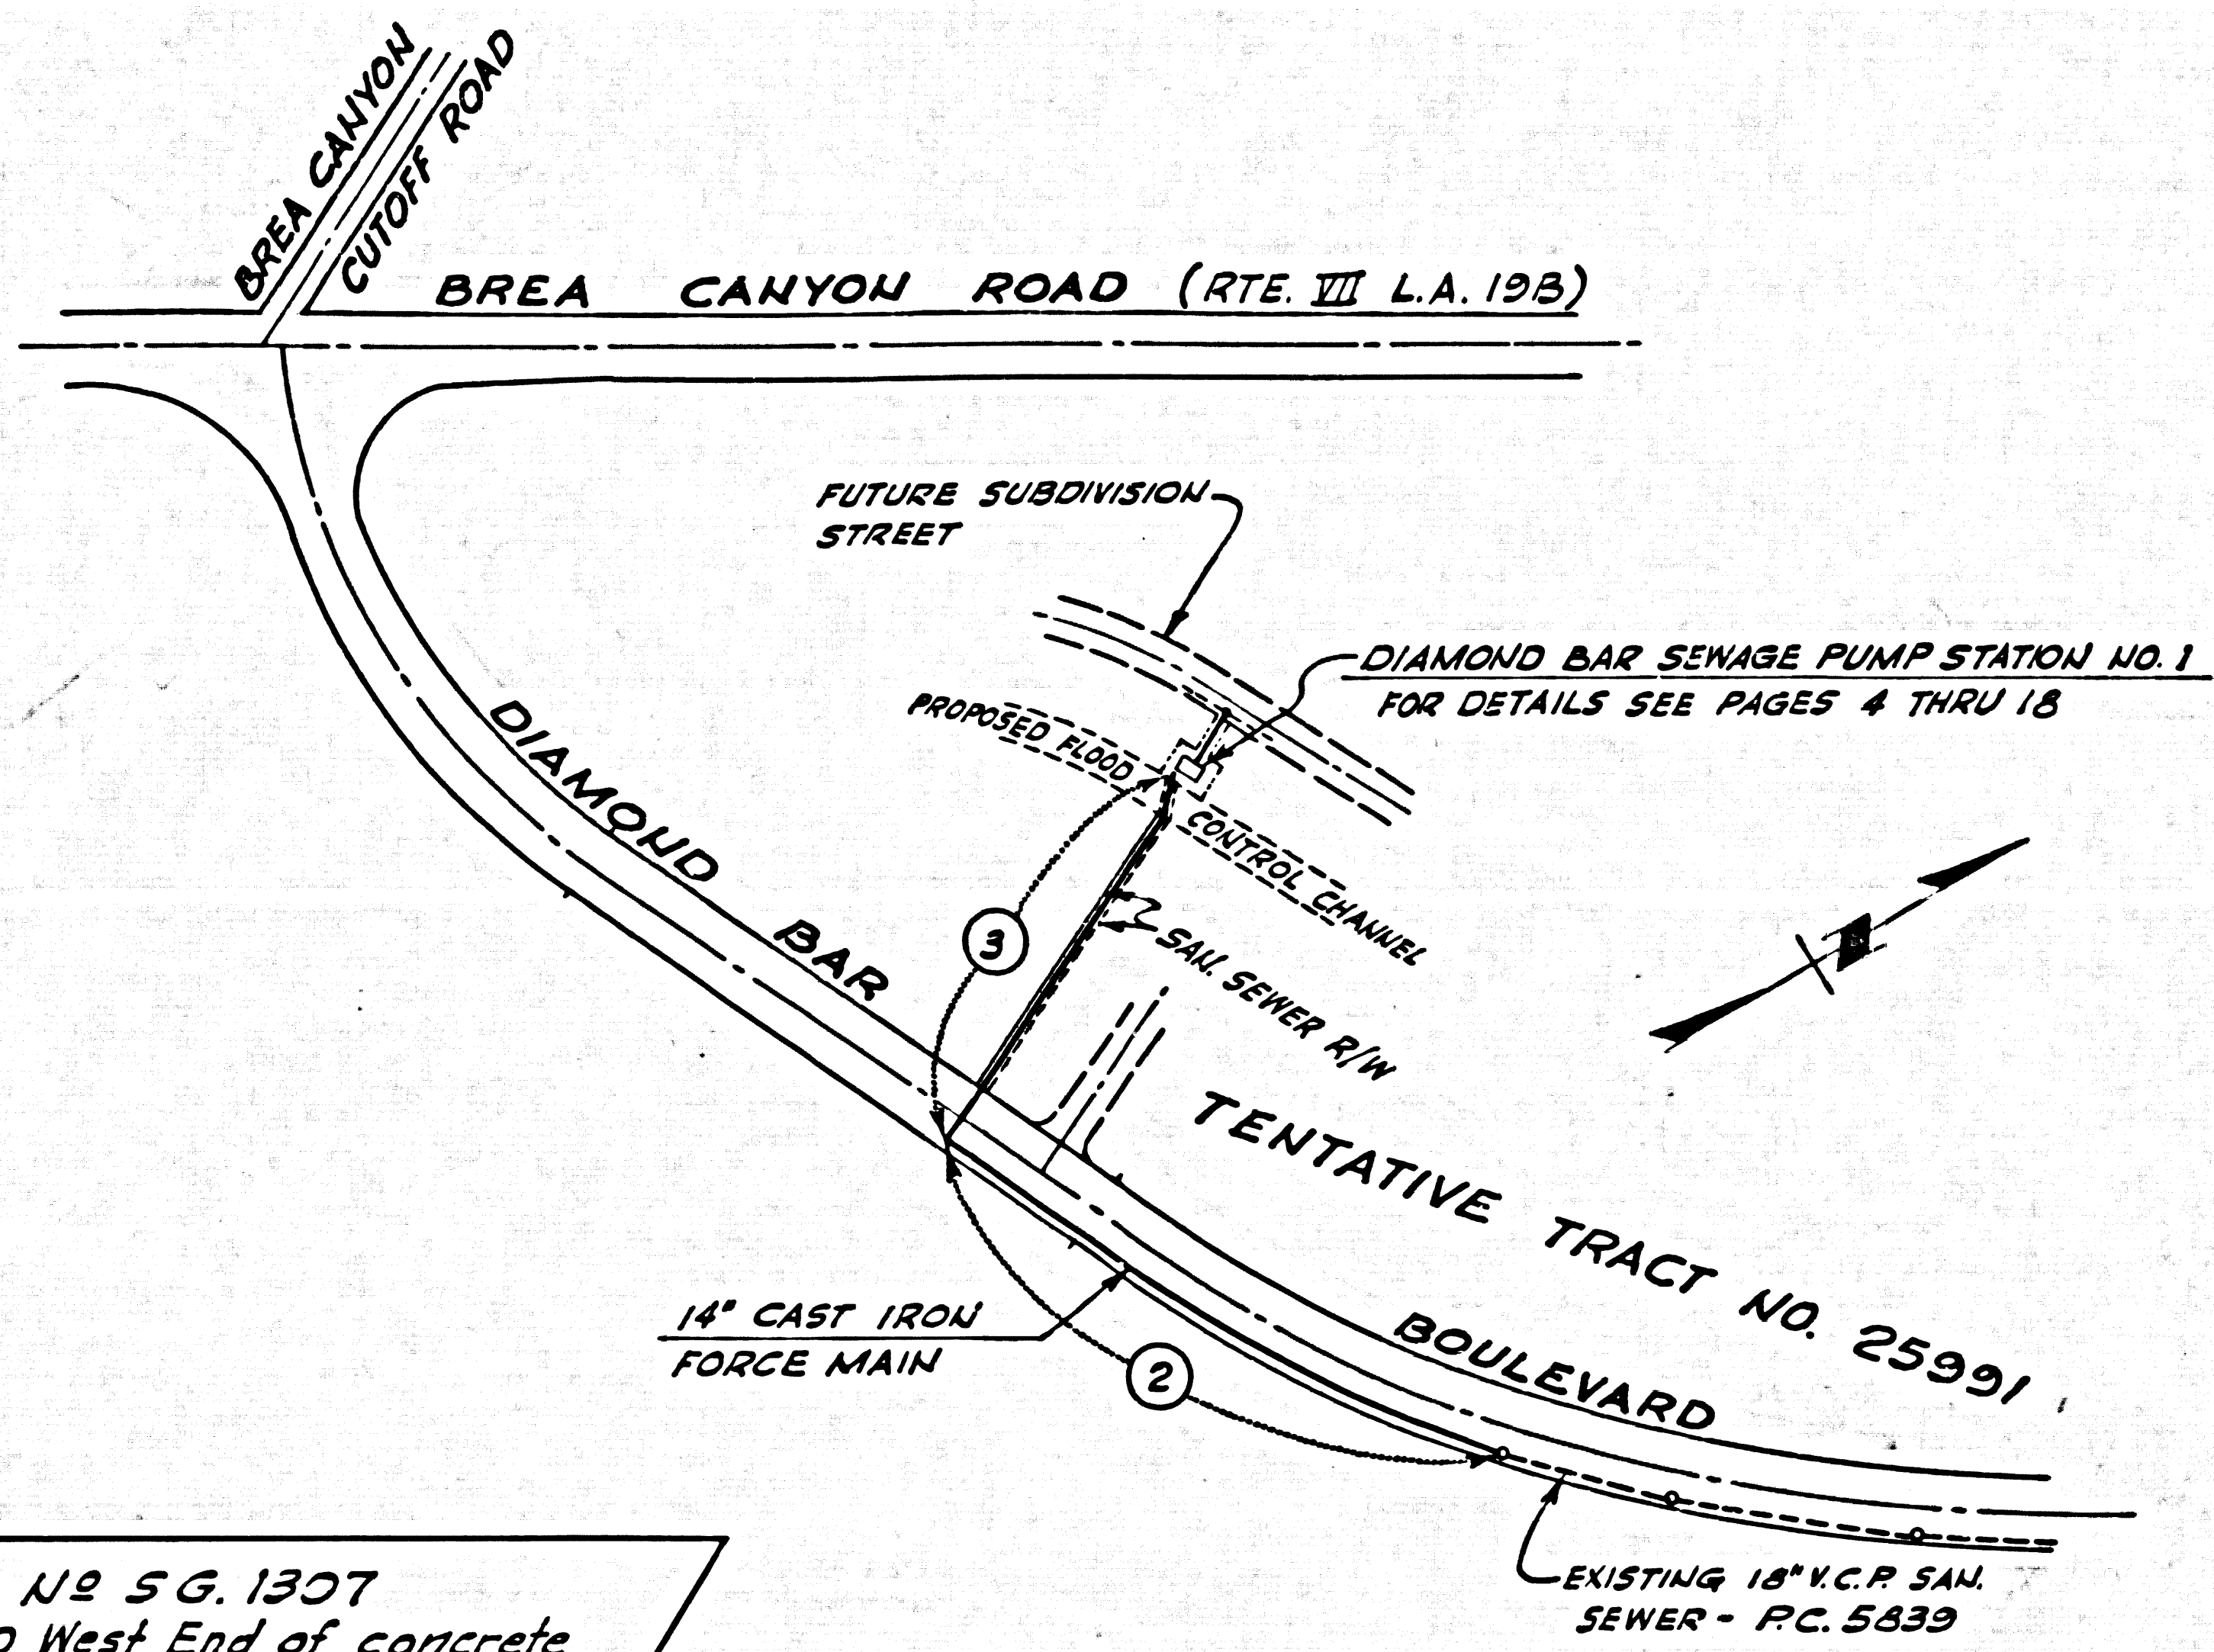 BREA CANYON
CUTOFF ROAD
BREA CANYON ROAD (RTE. VII L.A. 19B)
FUTURE SUBDIVISION
STREET
DIAMOND BAR SEWAGE PUMP STATION NO. 1
FOR DETAILS SEE PAGES 4 THRU 18
PROPOSED FLOOD
CONTROL CHANNEL
3
SAN. SEWER R/W
DIAMOND BAR BOULEVARD
TENTATIVE TRACT NO. 25991
14" CAST IRON
FORCE MAIN
2
EXISTING 18" V.C.P. SAN.
SEWER - P.C. 5839
Nº S G. 1307
West End of concrete